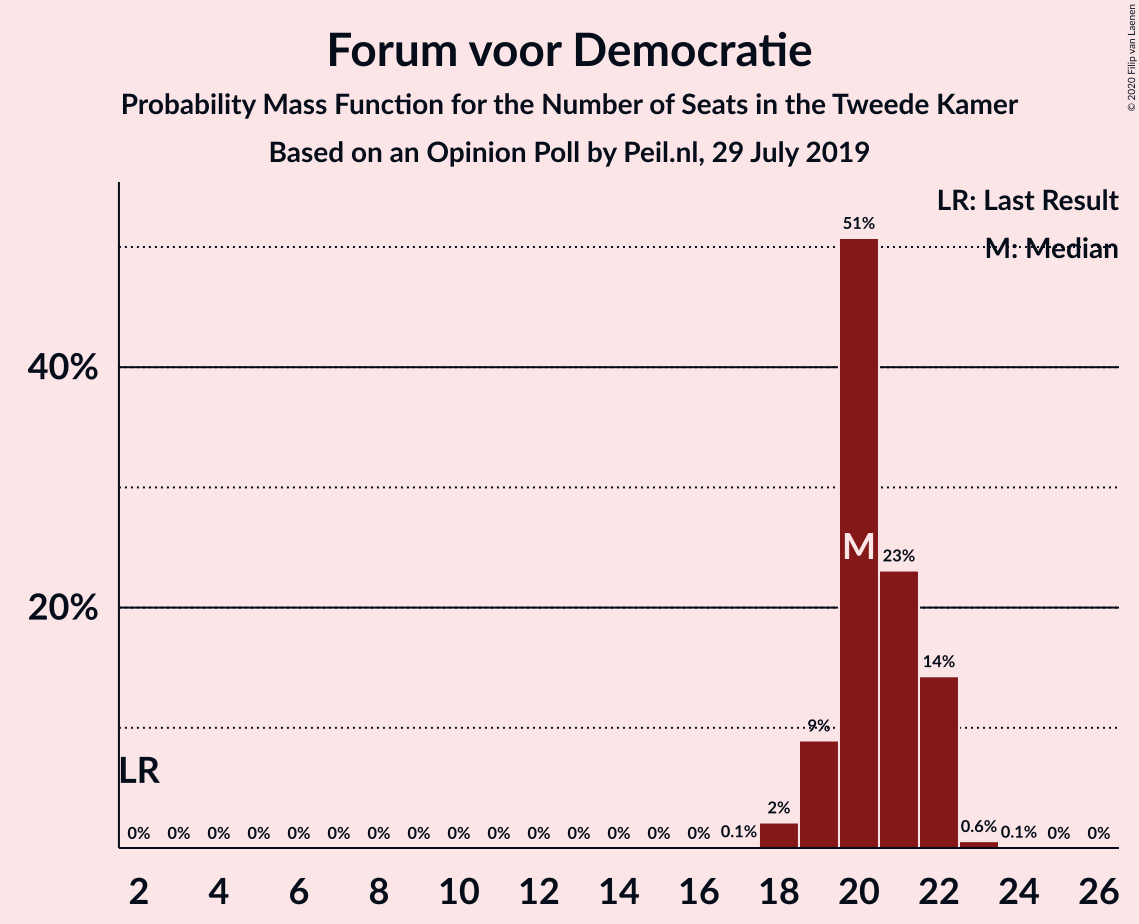 Forum voor Democratie
Probability Mass Function for the Number of Seats in the Tweede Kamer
Based on an Opinion Poll by Peil.nl, 29 July 2019
© 2020 Filip van Laenen
LR: Last Result
M: Median
51%
40%
M
23%
20%
14%
9%
LR
2%
0% 0% 0% 0% 0% 0% 0% 0% 0% 0% 0% 0% 0% 0% 0% 0.1% 0.6% 0.1% 0% 0%
2 4 6 8 10 12 14 16 18 20 22 24 26